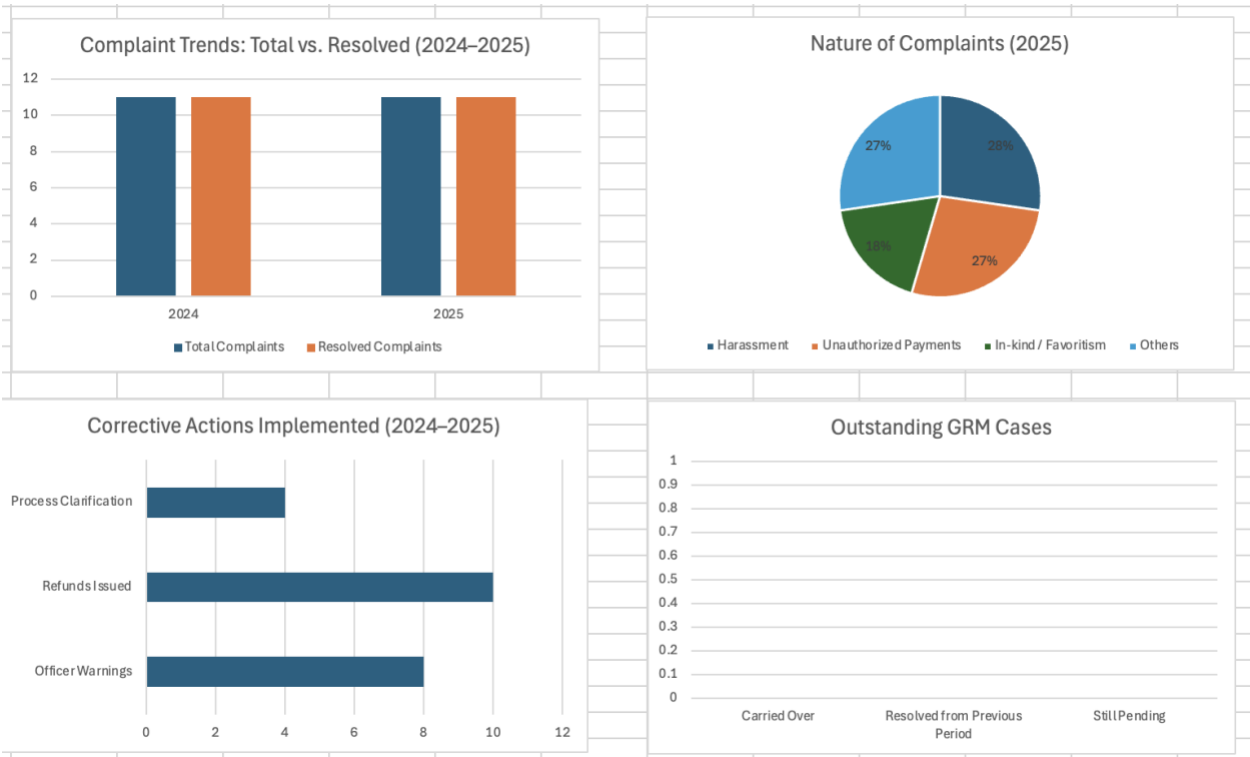 Complaint Trends: Total vs. Resolved (2024–2025)
12
10
8
6
4
2
0
2024 2025
Total Complaints Resolved Complaints
Nature of Complaints (2025)
27% 28%
18% 27%
Harassment Unauthorized Payments In-kind / Favoritism Others
Corrective Actions Implemented (2024–2025)
Process Clarification
Refunds Issued
Officer Warnings
0 2 4 6 8 10 12
Outstanding GRM Cases
1
0.9
0.8
0.7
0.6
0.5
0.4
0.3
0.2
0.1
0
Carried Over Resolved from Previous Still Pending
Period